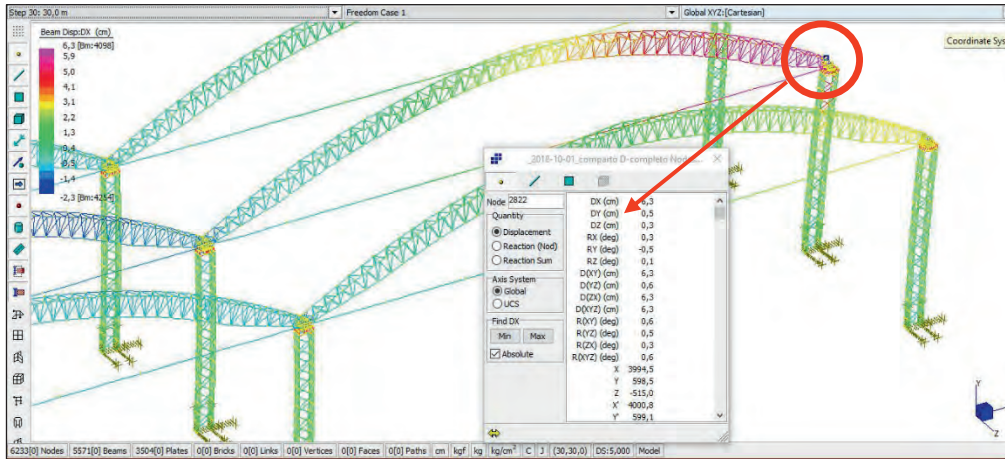 Step 30: 30,0 m
Freedom Case 1
Global XYZ:[Cartesian]
Beam Disp:DX (cm)
6,3 [Bm:4098]
5,9
5,0
4,1
3,1
2,2
1,3
0,4
-0,5
-1,4
-2,3 [Bm:4254]
Coordinate Sys
_2018-10-01_comparto D-completo Node...
Node 2822
Quantity
Displacement
Reaction (Nod)
Reaction Sum
Axis System
Global
UCS
Find DX
Min Max
Absolute
DX (cm) 6,3
DY (cm) 0,5
DZ (cm) 0,3
RX (deg) 0,3
RY (deg) -0,5
RZ (deg) 0,1
D(XY) (cm) 6,3
D(YZ) (cm) 0,6
D(ZX) (cm) 6,3
D(XYZ) (cm) 6,3
R(XY) (deg) 0,6
R(YZ) (deg) 0,5
R(ZX) (deg) 0,3
R(XYZ) (deg) 0,6
X 3994,5
Y 598,5
Z -515,0
X' 4000,8
Y' 599,1
Y
X
Z
6233[0] Nodes 5571[0] Beams 3504[0] Plates 0[0] Bricks 0[0] Links 0[0] Vertices 0[0] Faces 0[0] Paths cm kgf kg kg/cm² C J (30,30,0) DS:5,000 Model